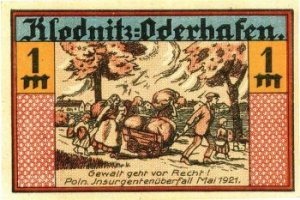 Klodnitz=Oderhafen.
1 m
1 m
Gewalt geht vor Recht!
Poln. Insurgentenüberfall Mai 1921.